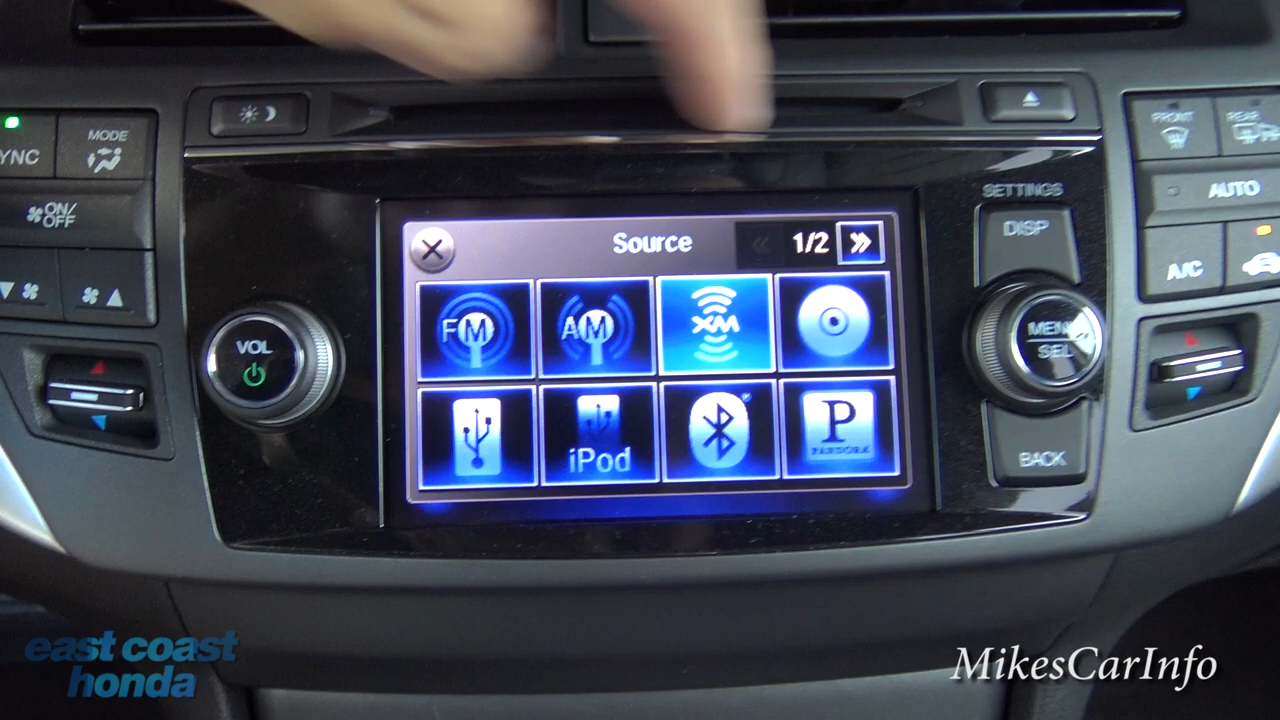 YNC
MODE
ON/OFF
VOL
Source
1/2
FM
AM
XM
iPod
P
PANDORA
SETTINGS
DISP
MENU
SEL
BACK
FRONT
REAR
AUTO
A/C
east coast
honda
MikesCarInfo